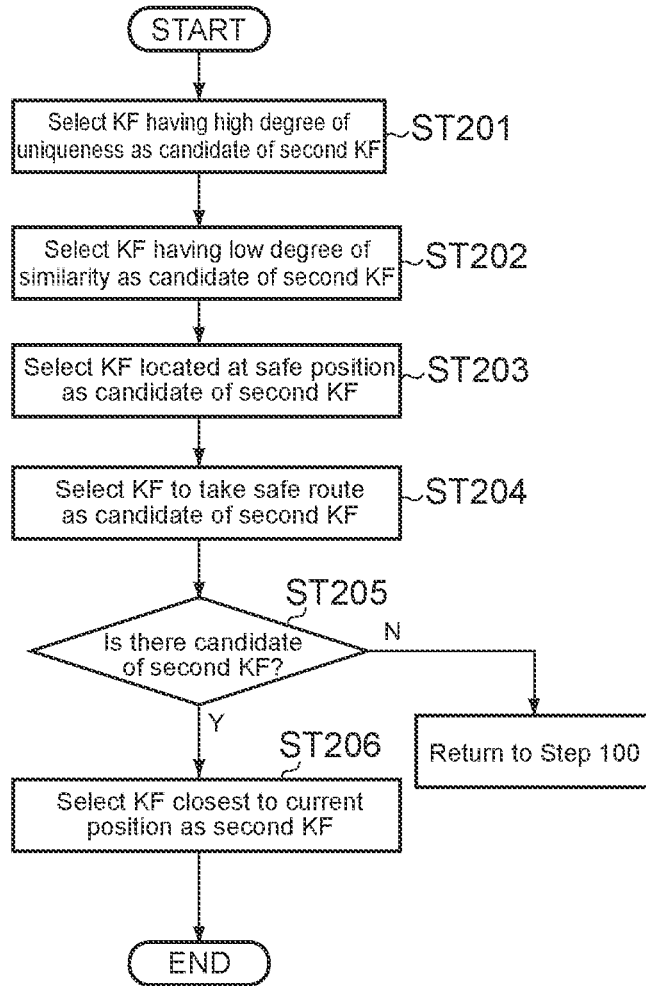 START
Select KF having high degree of
uniqueness as candidate of second KF
ST201
Select KF having low degree of
similarity as candidate of second KF
ST202
Select KF located at safe position
as candidate of second KF
ST203
Select KF to take safe route
as candidate of second KF
ST204
ST205
Is there candidate
of second KF?
N
Y
Return to Step 100
ST206
Select KF closest to current
position as second KF
END